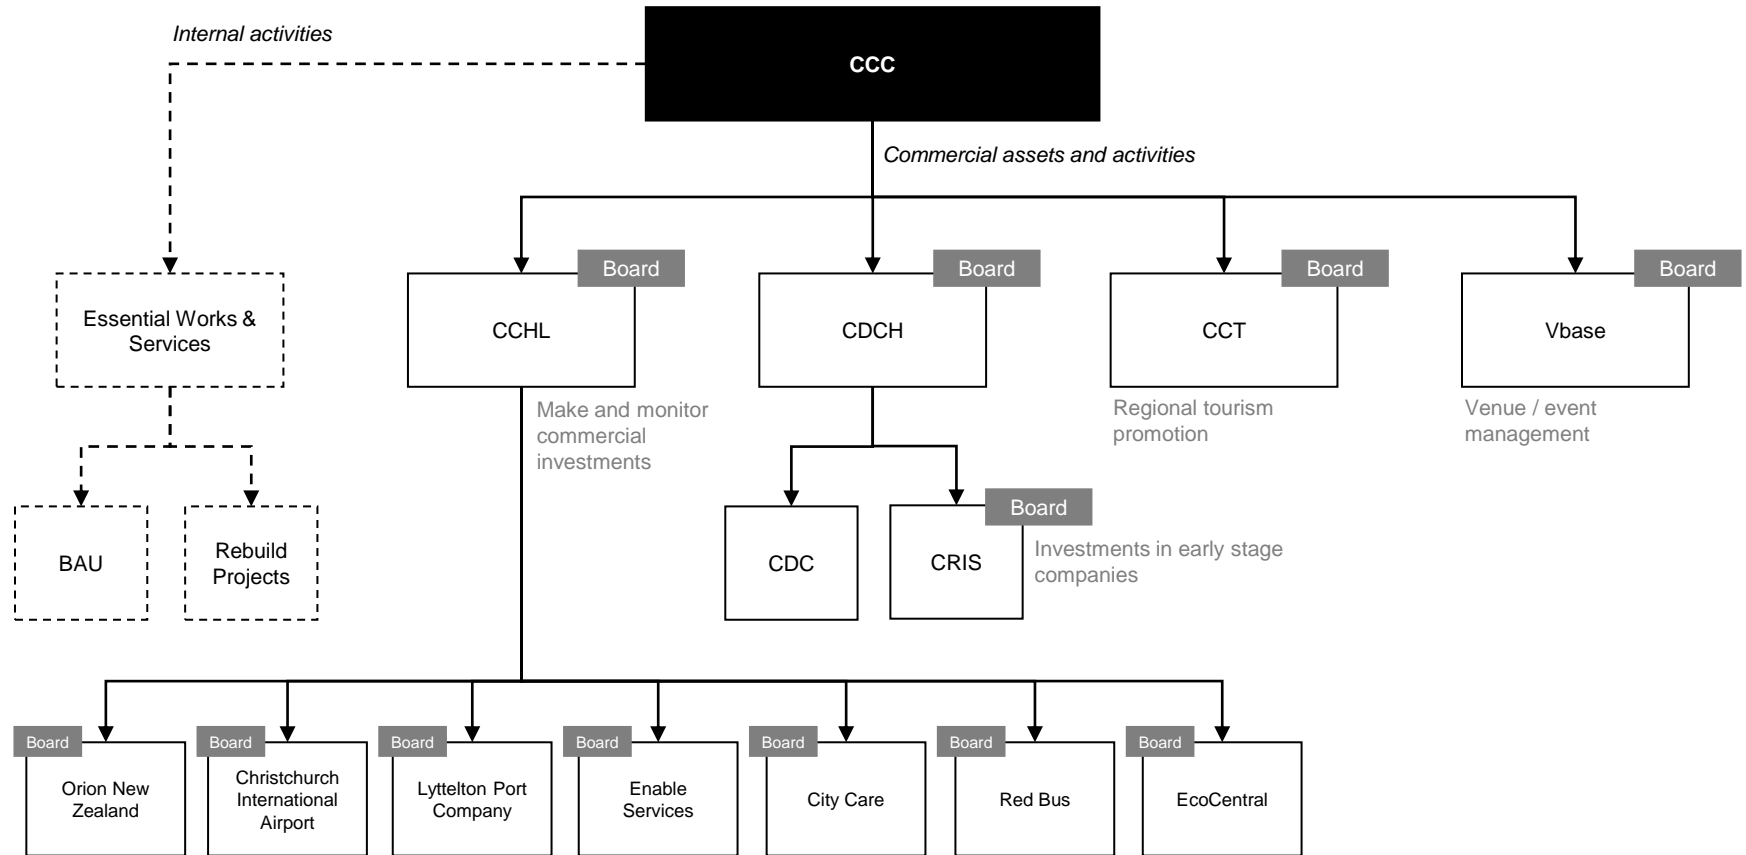 Internal activities
CCC
Commercial assets and activities
Board
Board
Board
Board
Essential Works &
Services
CCHL
CDCH
CCT
Vbase
Make and monitor
commercial
investments
Regional tourism
promotion
Venue / event
management
BAU
Rebuild
Projects
CDC
Board
CRIS
Investments in early stage
companies
Board
Board
Board
Board
Board
Board
Board
Orion New
Zealand
Christchurch
International
Airport
Lyttelton Port
Company
Enable
Services
City Care
Red Bus
EcoCentral